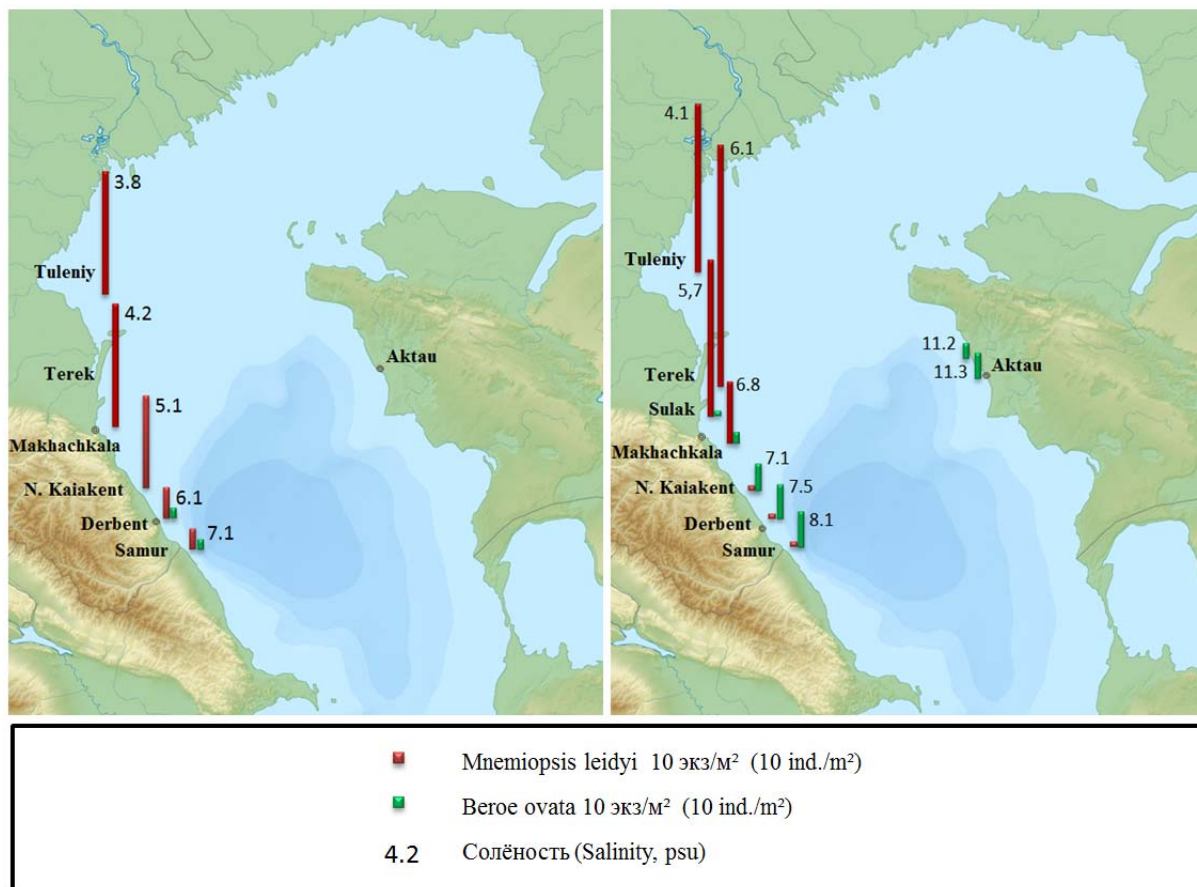 3.8
Tuleniy
4.2
Terek
5.1
Aktau
Makhachkala
N. Kaiakent
6.1
Derbent
7.1
Samur
4.1
6.1
Tuleniy
5,7
11.2
11.3
Aktau
Terek
6.8
Sulak
Makhachkala
7.1
N. Kaiakent
7.5
Derbent
8.1
Samur
Mnemiopsis leidyi 10 экз/м² (10 ind./m²)
Beroe ovata 10 экз/м² (10 ind./m²)
4.2 Солёность (Salinity, psu)